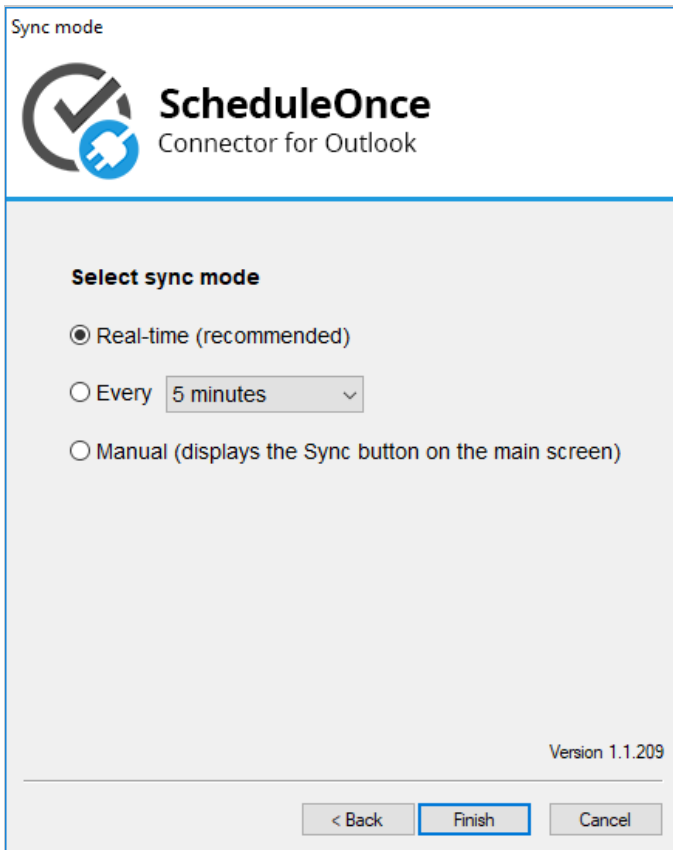 Sync mode
ScheduleOnce
Connector for Outlook
Select sync mode
Real-time (recommended)
Every 5 minutes
Manual (displays the Sync button on the main screen)
Version 1.1.209
< Back Finish Cancel